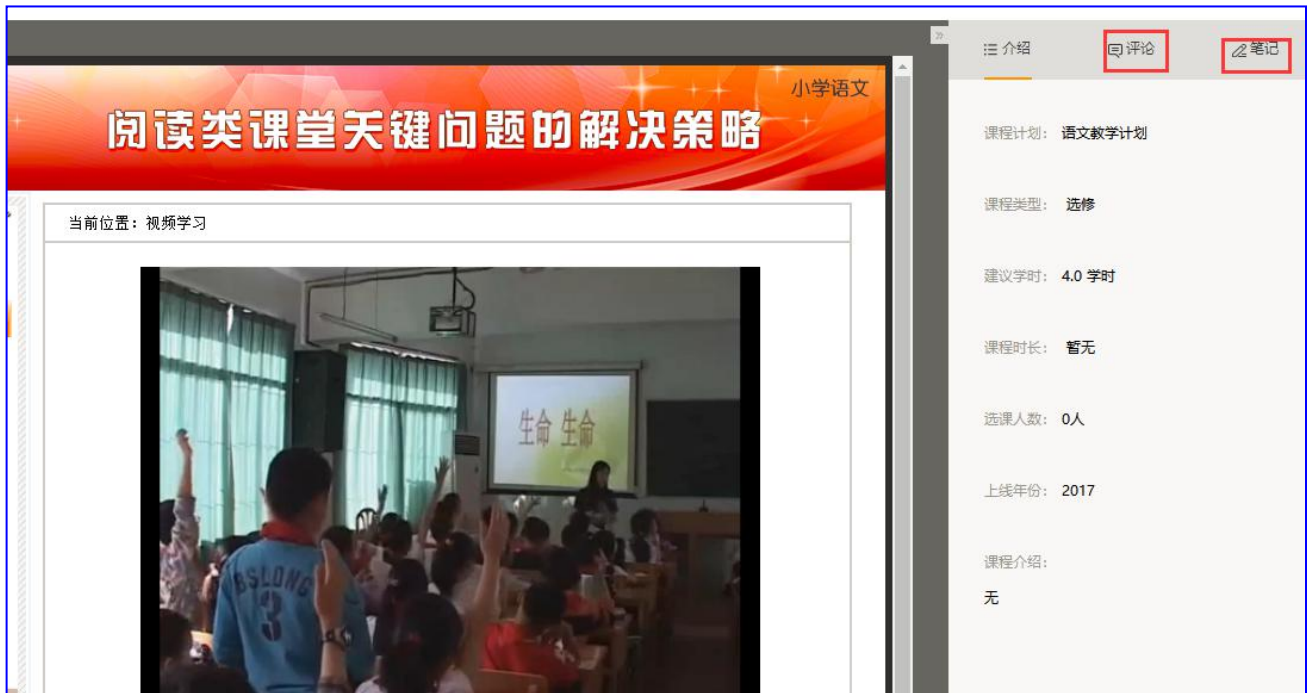 小学语文
阅读类课堂关键问题的解决策略
当前位置：视频学习
生命 生命
BSLONG
3
» 介绍 评论 笔记
课程计划： 语文教学计划
课程类型： 选修
建议学时： 4.0 学时
课程时长： 暂无
选课人数： 0人
上线年份： 2017
课程介绍：
无